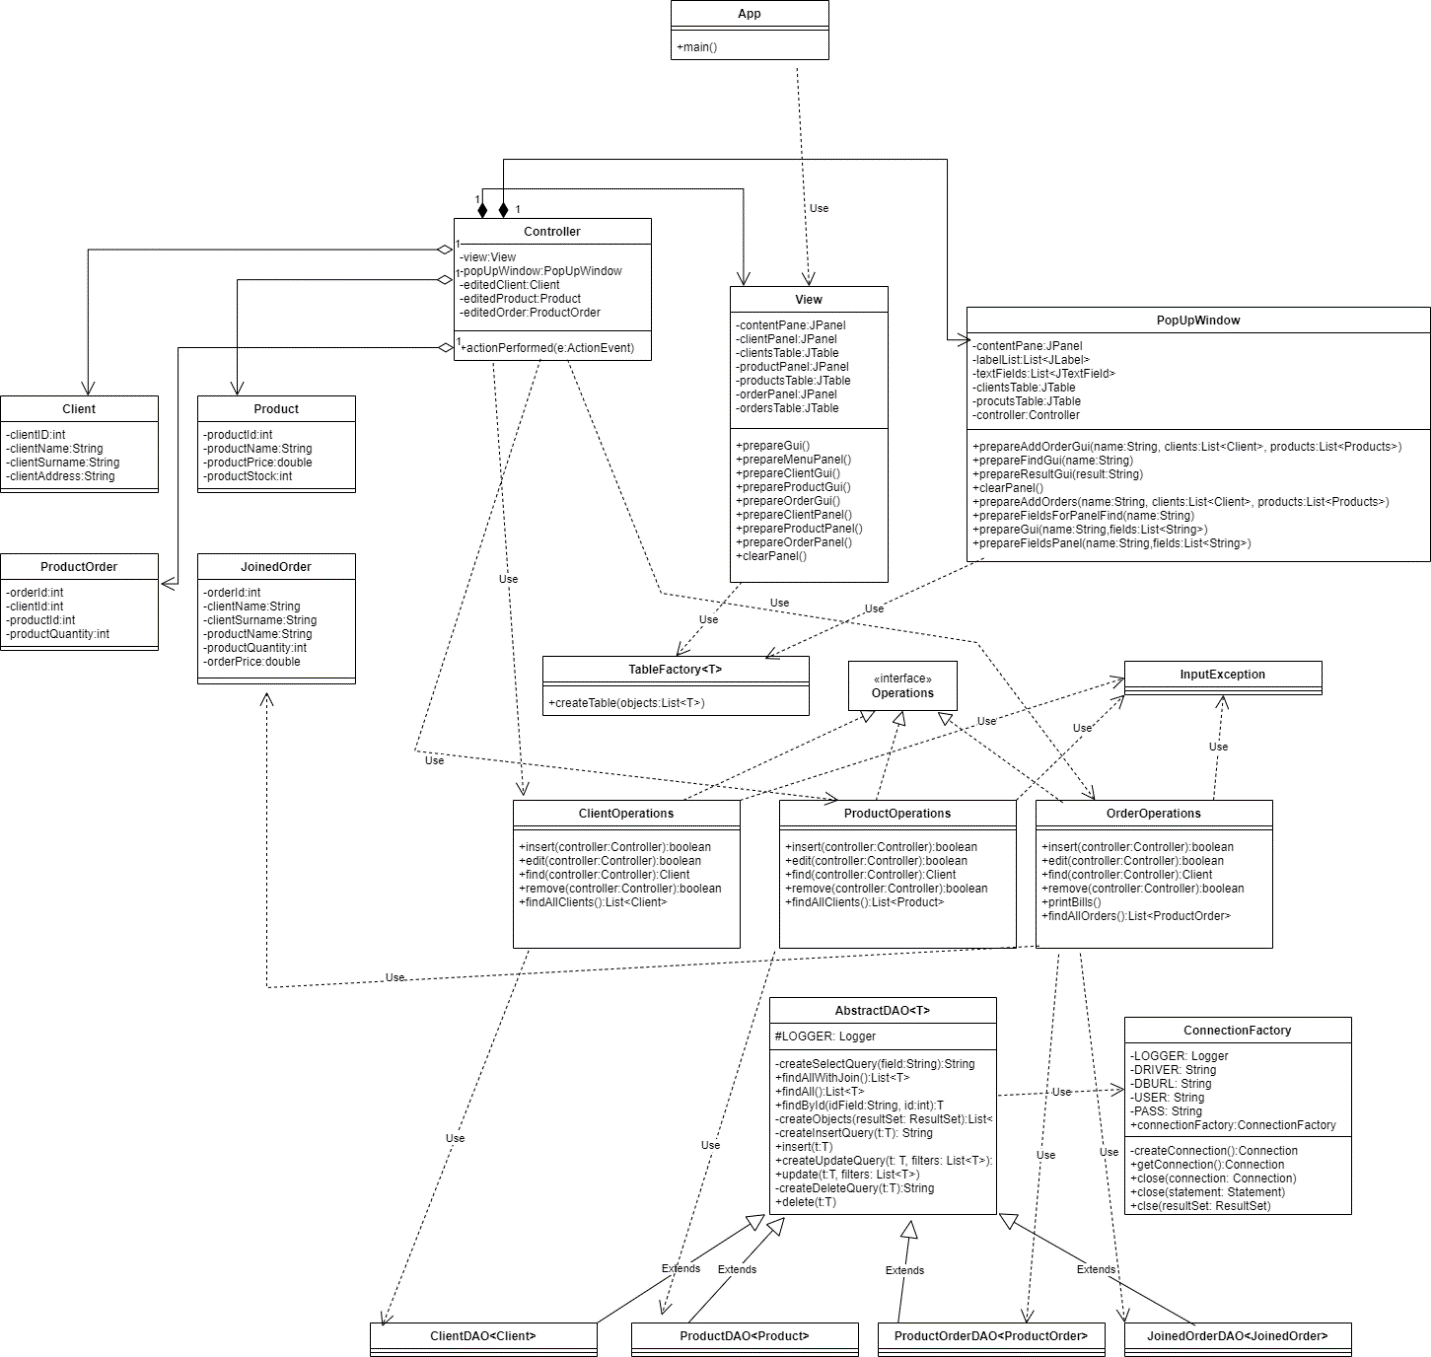 App
+main()
Use
1
1
Controller
1
-view:View
1
-popUpWindow:PopUpWindow
-editedClient:Client
-editedProduct:Product
-editedOrder:ProductOrder
1
+actionPerformed(e:ActionEvent)
View
-contentPane:JPanel
-clientPanel:JPanel
-clientsTable:JTable
-productPanel:JPanel
-productsTable:JTable
-orderPanel:JPanel
-ordersTable:JTable
+prepareGui()
+prepareMenuPanel()
+prepareClientGui()
+prepareProductGui()
+prepareOrderGui()
+prepareClientPanel()
+prepareProductPanel()
+prepareOrderPanel()
+clearPanel()
PopUpWindow
-contentPane:JPanel
-labelList:List<JLabel>
-textFields:List<JTextField>
-clientsTable:JTable
-procutsTable:JTable
-controller:Controller
+prepareAddOrderGui(name:String, clients:List<Client>, products:List<Products>)
+prepareFindGui(name:String)
+prepareResultGui(result:String)
+clearPanel()
+prepareAddOrders(name:String, clients:List<Client>, products:List<Products>)
+prepareFieldsForPanelFind(name:String)
+prepareGui(name:String,fields:List<String>)
+prepareFieldsPanel(name:String,fields:List<String>)
Client
-clientID:int
-clientName:String
-clientSurname:String
-clientAddress:String
Product
-productId:int
-productName:String
-productPrice:double
-productStock:int
ProductOrder
-orderId:int
-clientId:int
-productId:int
-productQuantity:int
JoinedOrder
-orderId:int
-clientName:String
-clientSurname:String
-productName:String
-productQuantity:int
-orderPrice:double
Use
Use
Use
Use
TableFactory<T>
+createTable(objects:List<T>)
«interface»
Operations
InputException
Use
Use
Use
Use
ClientOperations
+insert(controller:Controller):boolean
+edit(controller:Controller):boolean
+find(controller:Controller):Client
+remove(controller:Controller):boolean
+findAllClients():List<Client>
ProductOperations
+insert(controller:Controller):boolean
+edit(controller:Controller):boolean
+find(controller:Controller):Client
+remove(controller:Controller):boolean
+findAllClients():List<Product>
OrderOperations
+insert(controller:Controller):boolean
+edit(controller:Controller):boolean
+find(controller:Controller):Client
+remove(controller:Controller):boolean
+printBills()
+findAllOrders():List<ProductOrder>
Use
AbstractDAO<T>
#LOGGER: Logger
-createSelectQuery(field:String):String
+findAllWithJoin():List<T>
+findAll():List<T>
+findById(idField:String, id:int):T
-createObjects(resultSet: ResultSet):List<
-createInsertQuery(t:T): String
+insert(t:T)
+createUpdateQuery(t: T, filters: List<T>):
+update(t:T, filters: List<T>)
-createDeleteQuery(t:T):String
+delete(t:T)
Use
ConnectionFactory
-LOGGER: Logger
-DRIVER: String
-DBURL: String
-USER: String
-PASS: String
+connectionFactory:ConnectionFactory
-createConnection():Connection
+getConnection():Connection
+close(connection: Connection)
+close(statement: Statement)
+clse(resultSet: ResultSet)
Use
Use
Use
Use
Extends
Extends
Extends
Extends
ClientDAO<Client>
ProductDAO<Product>
ProductOrderDAO<ProductOrder>
JoinedOrderDAO<JoinedOrder>